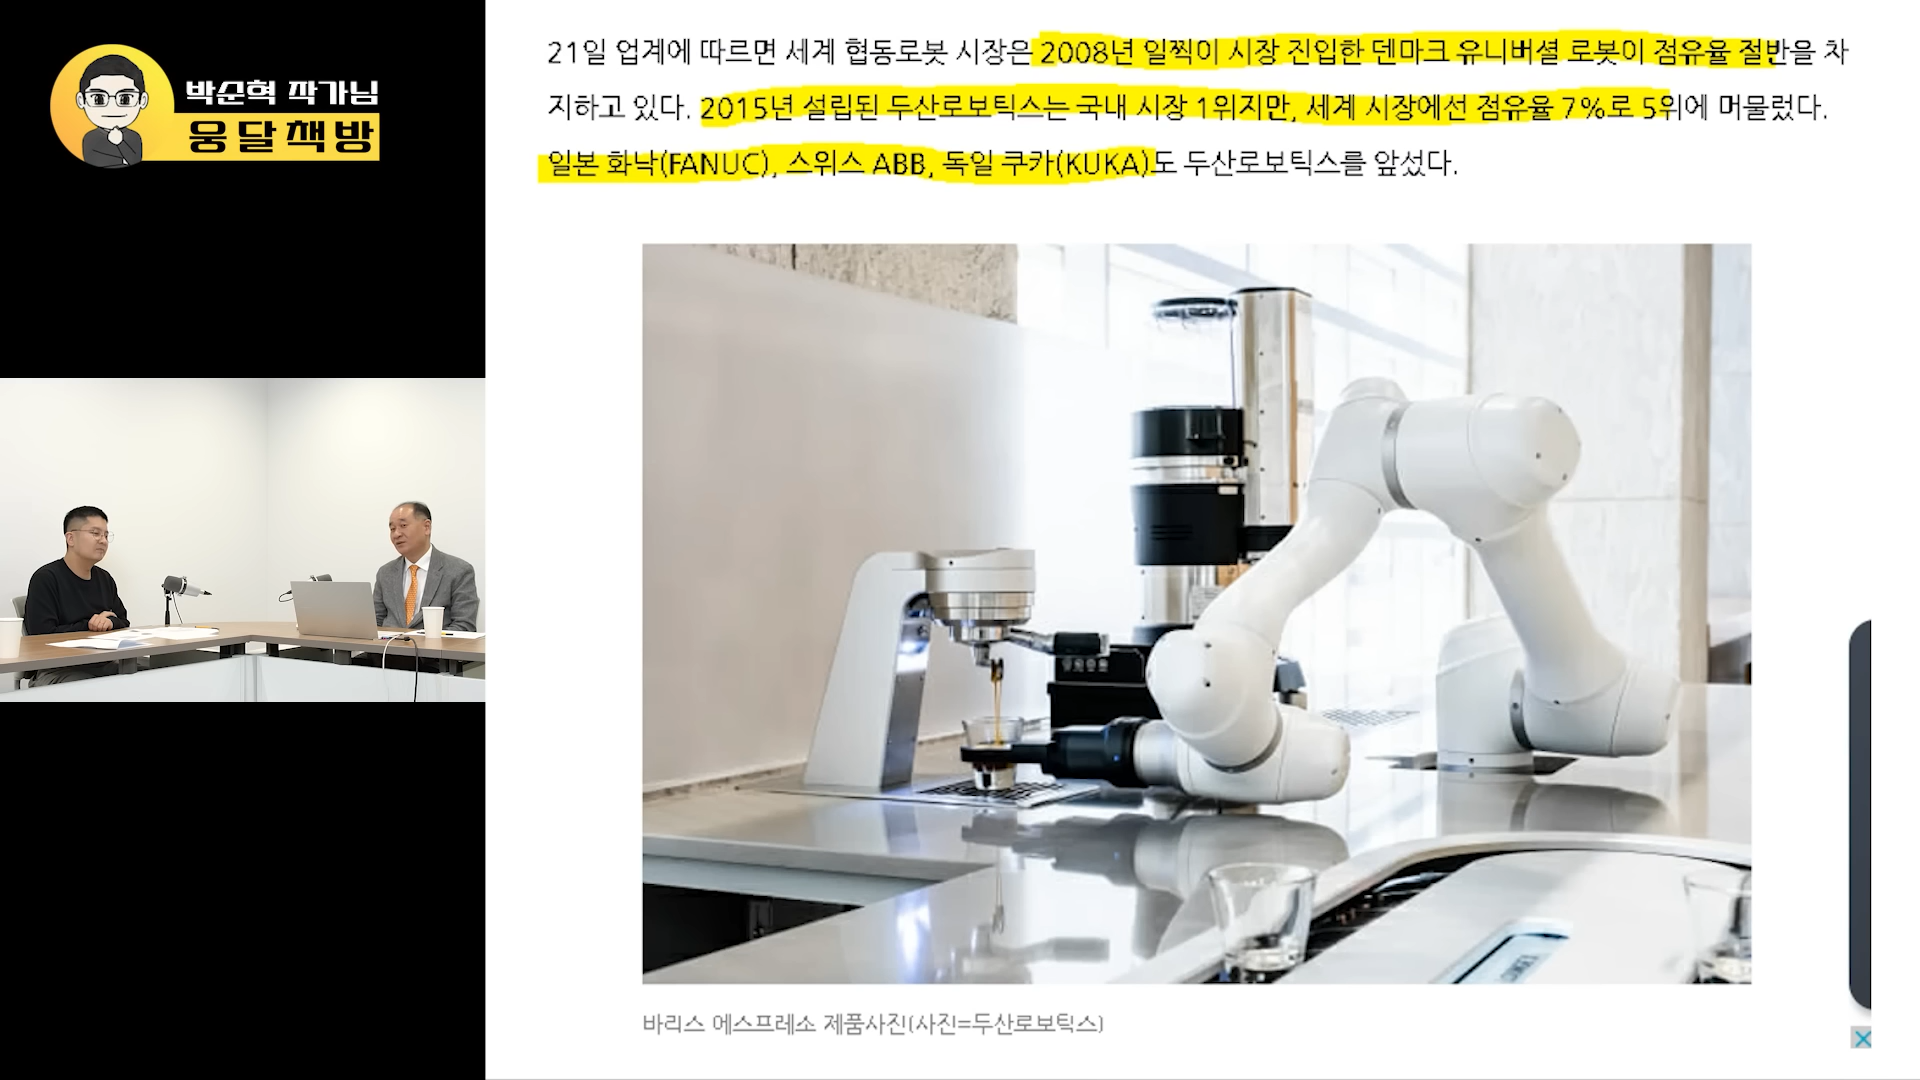 박순혁 작가님
웅달책방
21일 업계에 따르면 세계 협동로봇 시장은 2008년 일찍이 시장 진입한 덴마크 유니버셜 로봇이 점유율 절반을 차
지하고 있다. 2015년 설립된 두산로보틱스는 국내 시장 1위지만, 세계 시장에선 점유율 7%로 5위에 머물렀다.
일본 화낙(FANUC), 스위스 ABB, 독일 쿠카(KUKA)도 두산로보틱스를 앞섰다.
바리스 에스프레소 제품사진(사진=두산로보틱스)